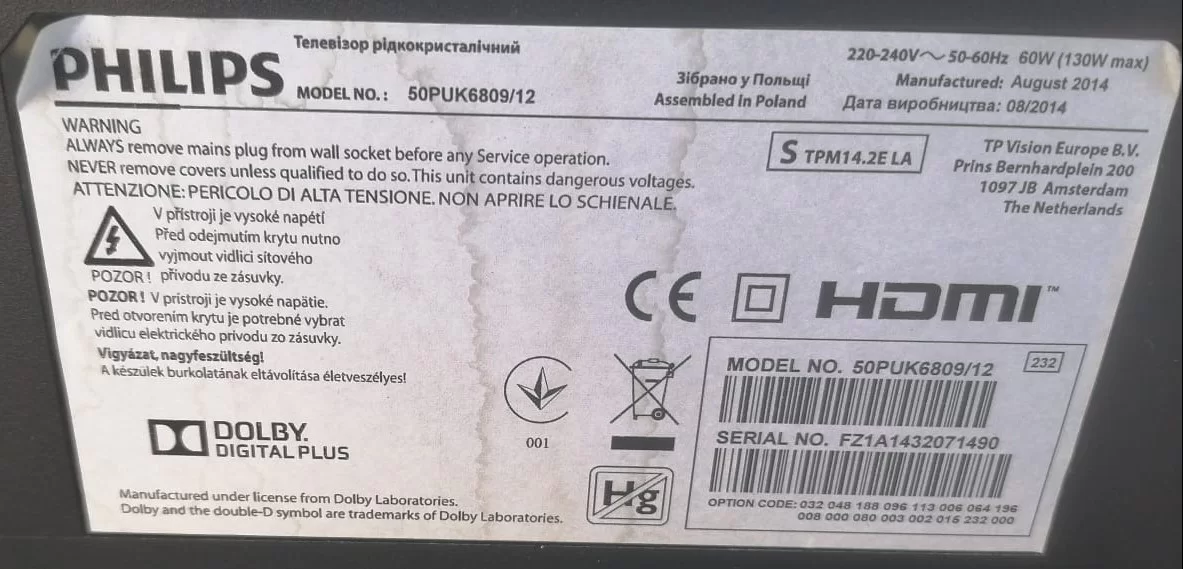 PHILIPS
Телевізор рідкокристалічний
MODEL NO.: 50PUK6809/12
Зібрано у Польщі
Assembled in Poland
220-240V~ 50-60Hz 60W (130W max)
Manufactured: August 2014
Дата виробництва: 08/2014
WARNING
ALWAYS remove mains plug from wall socket before any Service operation.
NEVER remove covers unless qualified to do so. This unit contains dangerous voltages.
ATTENZIONE: PERICOLO DI ALTA TENSIONE. NON APRIRE LO SCHIENALE.
S TPM14.2E LA
TP Vision Europe B.V.
Prins Bernhardplein 200
1097 JB Amsterdam
The Netherlands
V přístroji je vysoké napětí
Před odejmutím krytu nutno
vyjmout vidlici síťového
POZOR! přívodu ze zásuvky.
POZOR! V prístroji je vysoké napätie.
Pred otvorením krytu je potrebné vybrat
vidlicu elektrického privodu zo zásuvky.
Vigyázat, nagyfeszültség!
A készülek burkolatának eltávolítása életveszélyes!
CE
HDMI™
001
DOLBY.
DIGITAL PLUS
Hg
Manufactured under license from Dolby Laboratories.
Dolby and the double-D symbol are trademarks of Dolby Laboratories.
MODEL NO. 50PUK6809/12
232
SERIAL NO. FZ1A1432071490
OPTION CODE: 032 048 188 096 113 006 064 196
008 000 080 003 002 016 232 000